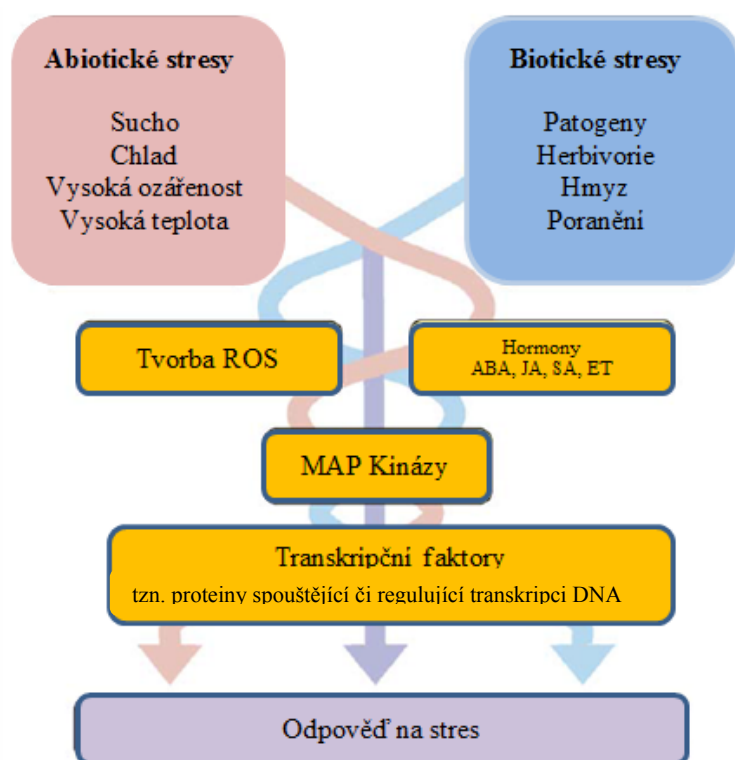 Abiotické stresy
Sucho
Chlad
Vysoká ozářenost
Vysoká teplota
Biotické stresy
Patogeny
Herbivorie
Hmyz
Poranění
Tvorba ROS
Hormony
ABA, JA, SA, ET
MAP Kinázy
Transkripční faktory
tzn. proteiny spouštějící či regulující transkripci DNA
Odpověď na stres